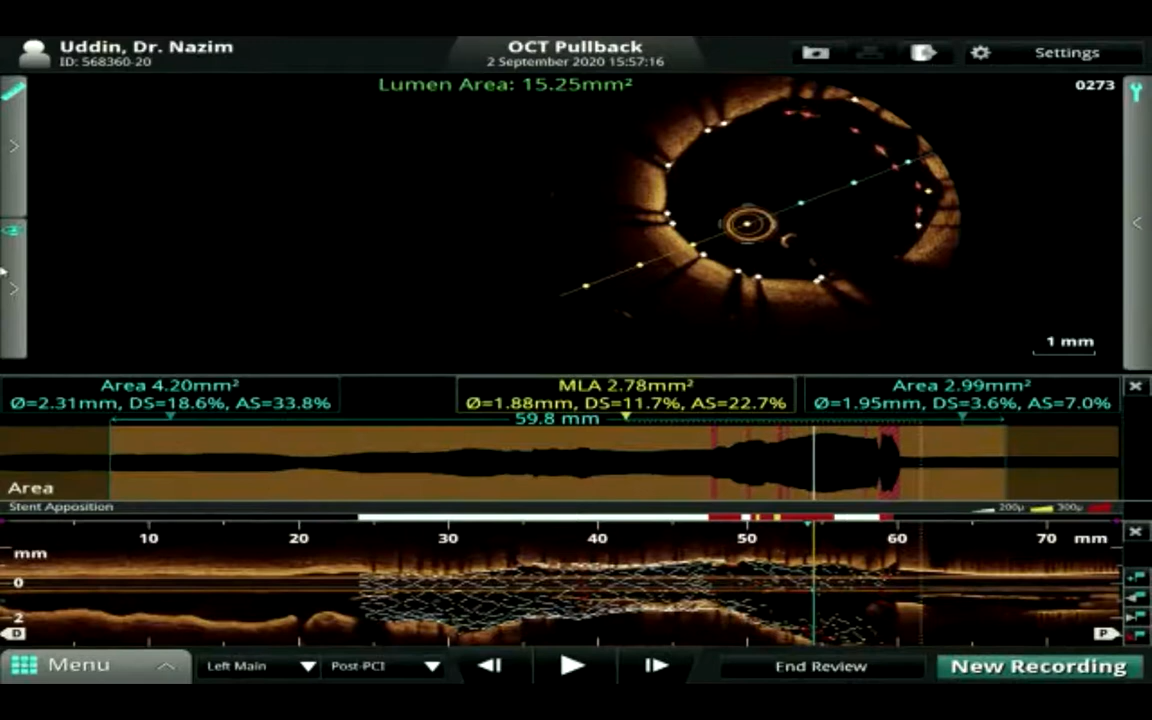 Uddin, Dr. Nazim
ID: 568360-20
OCT Pullback
2 September 2020 15:57:16
Settings
Lumen Area: 15.25mm²
0273
1 mm
Area 4.20mm²
Ø=2.31mm, DS=18.6%, AS=33.8%
MLA 2.78mm²
Ø=1.88mm, DS=11.7%, AS=22.7%
Area 2.99mm²
Ø=1.95mm, DS=3.6%, AS=7.0%
59.8 mm
Area
Stent Apposition
200µ 300µ
10 20 30 40 50 60 70 mm
mm
0
2
D
P
Menu
Left Main
Post-PCI
End Review
New Recording